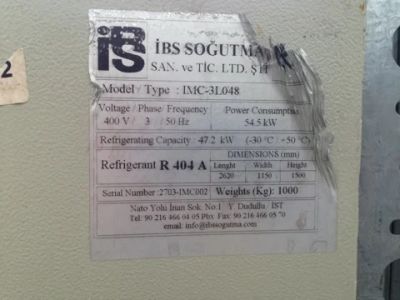 2
iBS
İBS SOĞUTMA
SAN. ve TİC. LTD. ŞTİ
Model / Type : IMC-3L048
Voltage / Phase / Frequency
Power Consumption
400 V / 3 / 50 Hz
54.5 kW
Refrigerating Capacity : 47.2 kW (-30°C / +50°C)
Refrigerant R 404 A
DIMENSIONS (mm)
Lenght Width Height
2620 1150 1500
Serial Number :2703-IMC002 Weights (Kg): 1000
Nato Yolu İnan Sok. No.1 Y. Dudullu İST
Tel: 90 216 466 04 05 Pbx Fax: 90 216 466 05 70
email: info@ibssogutma.com